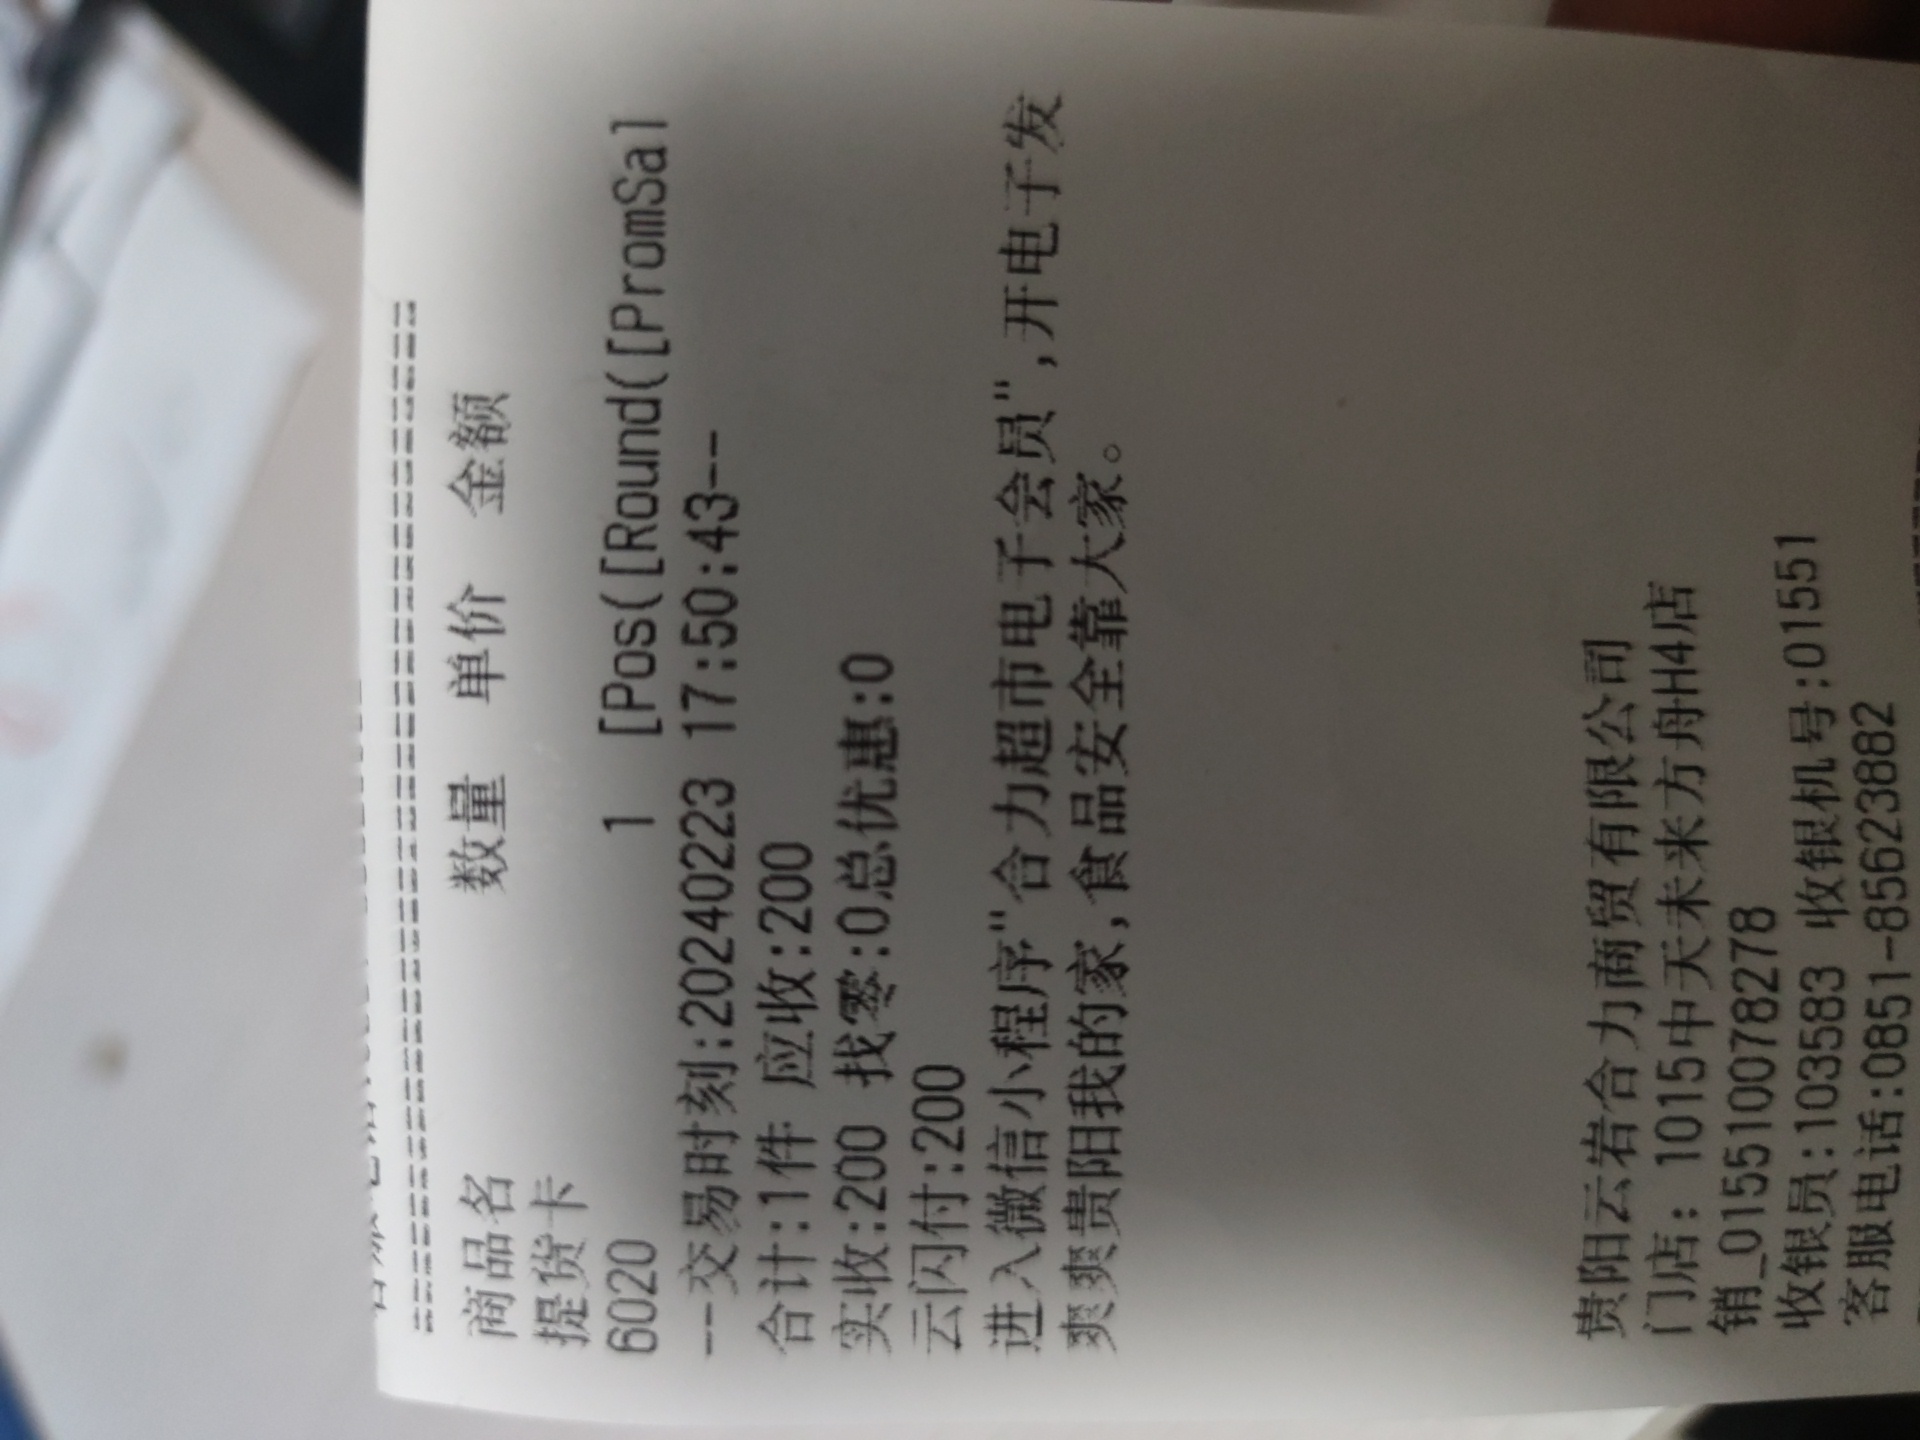 ==================================
商品名 数量 单价 金额
提货卡
6020 1 [Pos([Round([PromSal
--交易时刻:20240223 17:50:43--
合计:1件 应收:200
实收:200 找零:0总优惠:0
云闪付:200
进入微信小程序"合力超市电子会员",开电子发
爽爽贵阳我的家,食品安全靠大家。
贵阳云岩合力商贸有限公司
门店: 1015中天未来方舟H4店
销_015510078278
收银员:103583 收银机号:01551
客服电话:0851-85623882